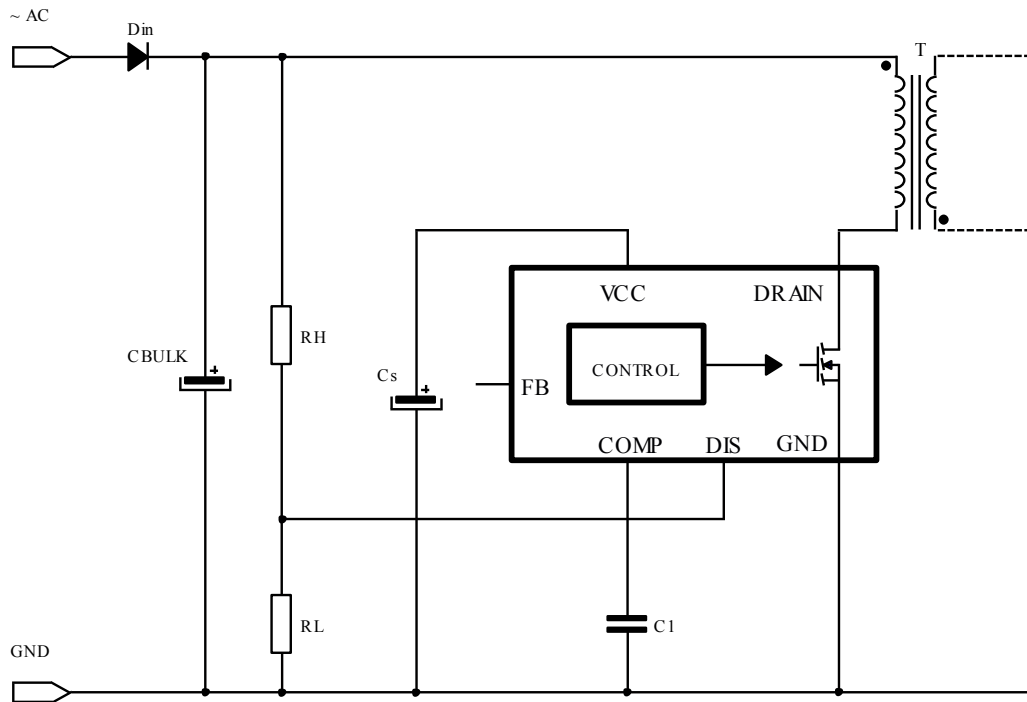 ~ AC
Din
T
VCC
DRAIN
RH
CBULK
Cs
CONTROL
FB
COMP
DIS
GND
RL
C1
GND